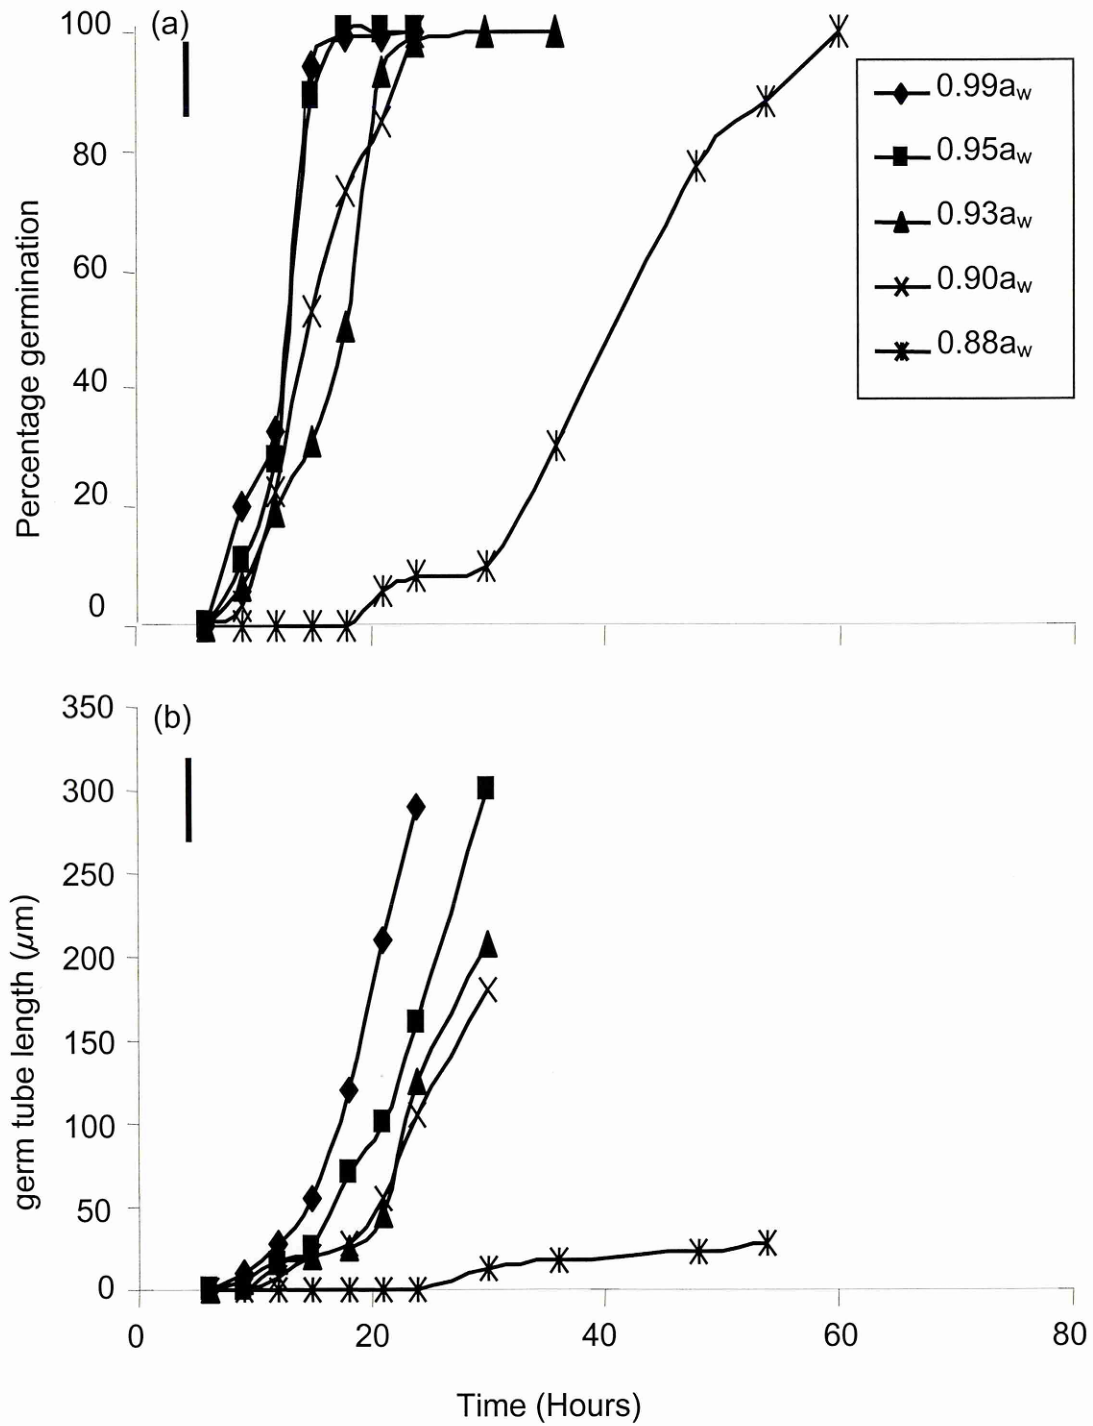 (a)
100
80
60
40
20
0
Percentage germination
0.99aw
0.95aw
0.93aw
0.90aw
0.88aw
(b)
350
300
250
200
150
100
50
0
germ tube length (μm)
0 20 40 60 80
Time (Hours)